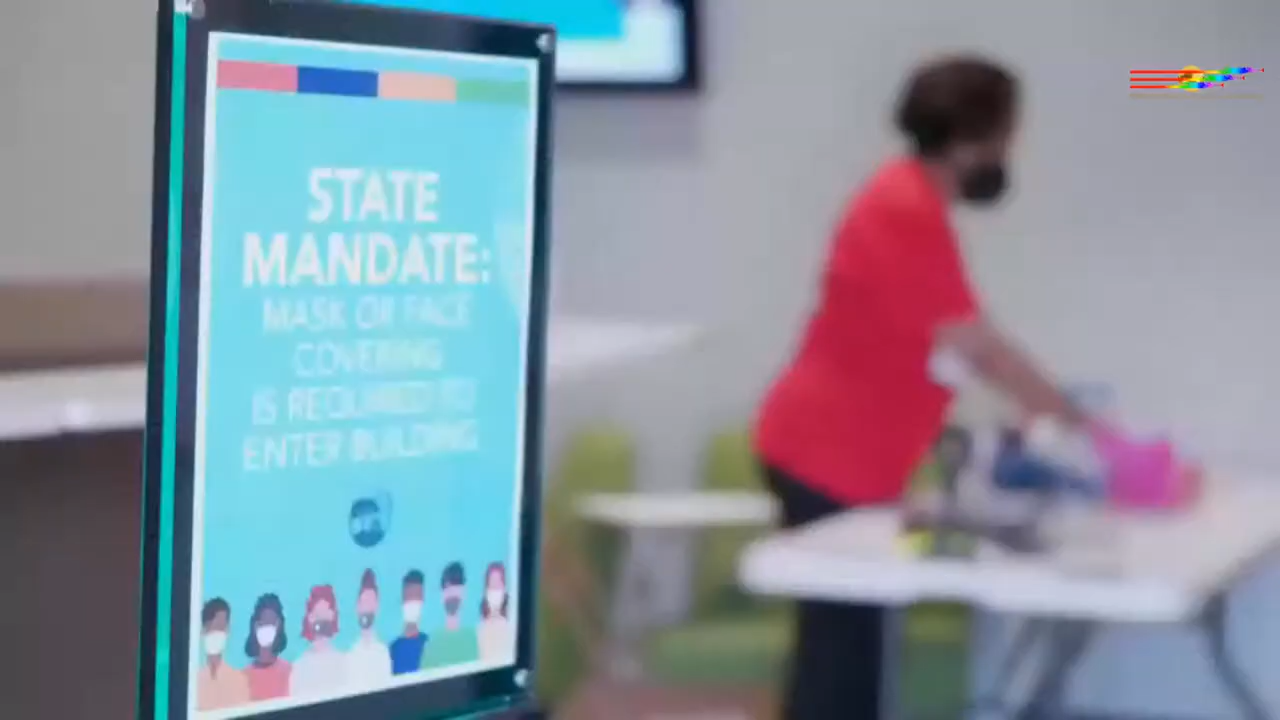 STATE
MANDATE:
MASK OR FACE
COVERING
IS REQUIRED TO
ENTER BUILDING